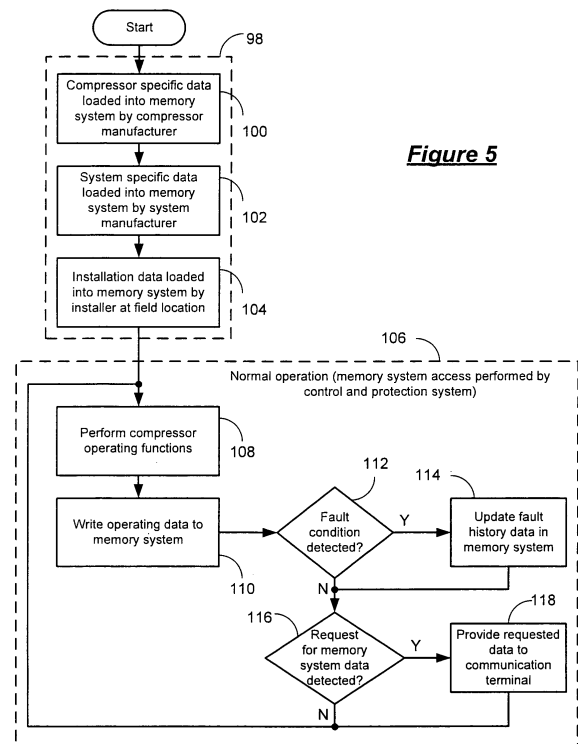 Start
98
Compressor specific data
loaded into memory
system by compressor
manufacturer
100
Figure 5
System specific data
loaded into memory
system by system
manufacturer
102
Installation data loaded
into memory system by
installer at field location
104
106
Normal operation (memory system access performed by
control and protection system)
Perform compressor
operating functions
108
112
114
Write operating data to
memory system
110
Fault
condition
detected?
Y
Update fault
history data in
memory system
N
116
118
Request
for memory
system data
detected?
Y
Provide requested
data to
communication
terminal
N